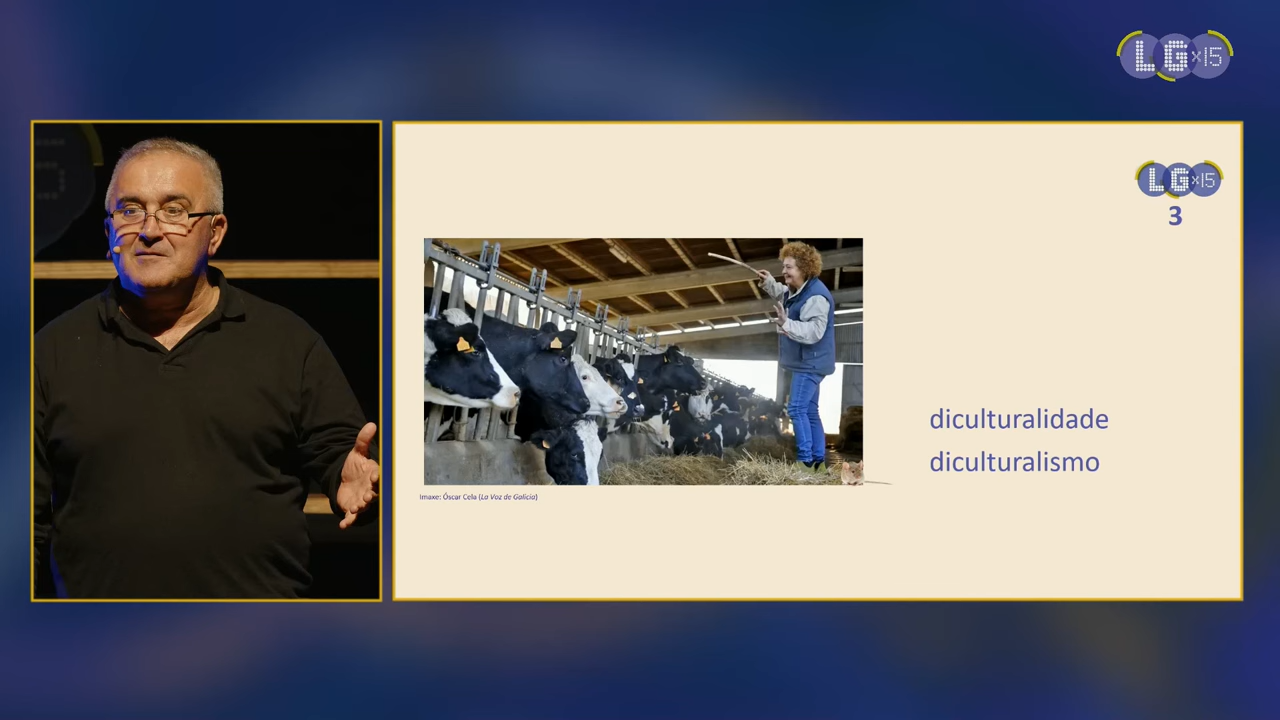 LG×15
LG×15
3
diculturalidade
diculturalismo
Imaxe: Óscar Cela (La Voz de Galicia)